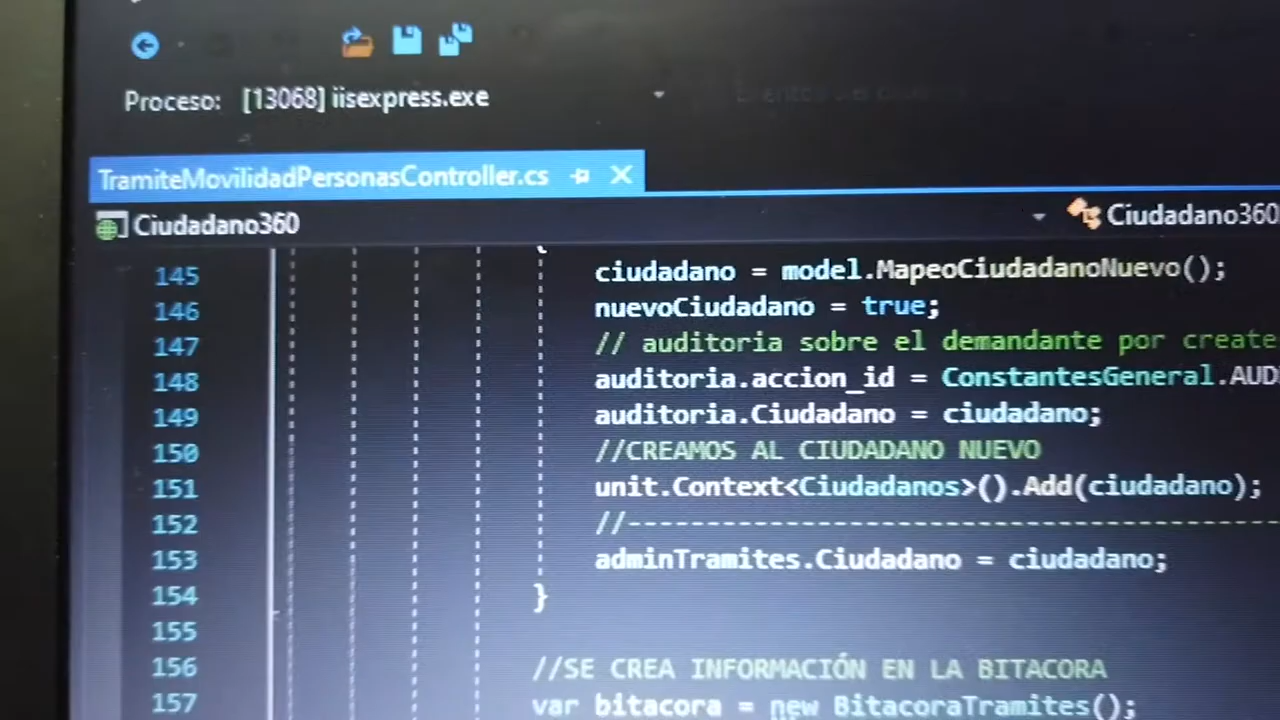 Proceso: [13068] iisexpress.exe
TramiteMovilidadPersonasController.cs
Ciudadano360 Ciudadano360
{
145 ciudadano = model.MapeoCiudadanoNuevo();
146 nuevoCiudadano = true;
147 // auditoria sobre el demandante por create
148 auditoria.accion_id = ConstantesGeneral.AUD
149 auditoria.Ciudadano = ciudadano;
150 //CREAMOS AL CIUDADANO NUEVO
151 unit.Context<Ciudadanos>().Add(ciudadano);
152 //------------------------------------------
153 adminTramites.Ciudadano = ciudadano;
154 }
155
156 //SE CREA INFORMACIÓN EN LA BITACORA
157 var bitacora = new BitacoraTramites();